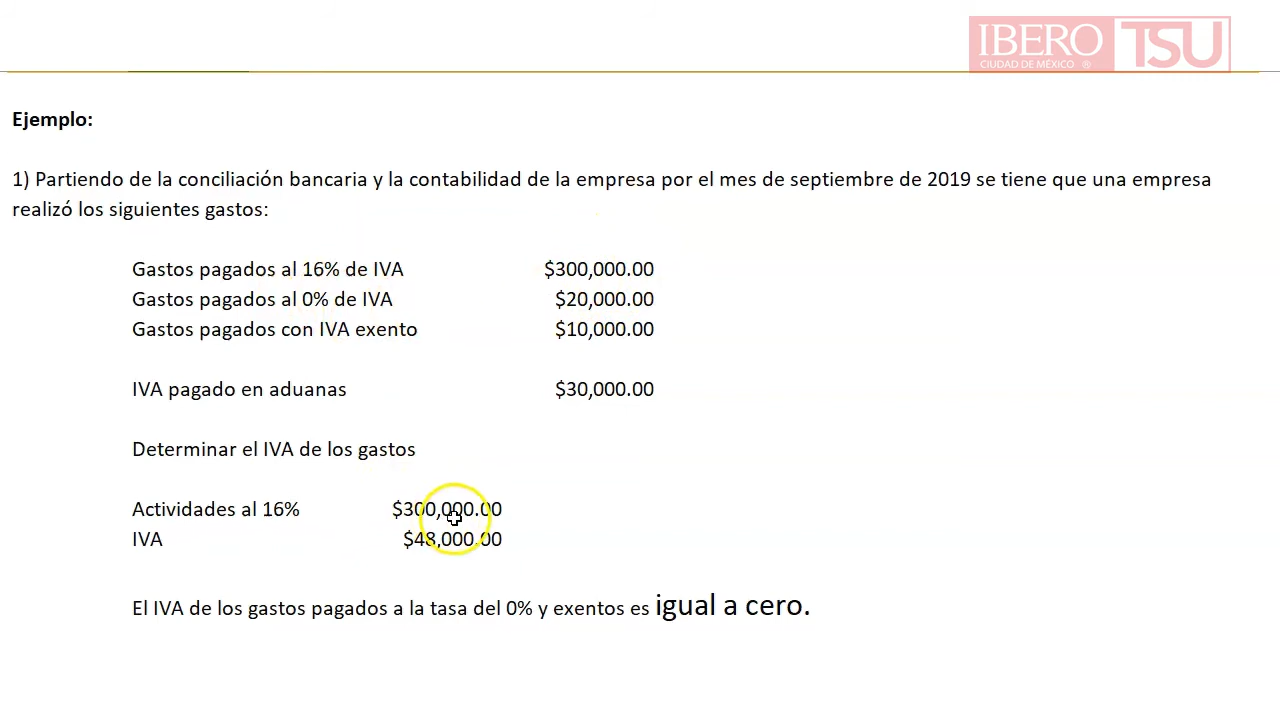 IBERO TSU
CIUDAD DE MÉXICO ®
Ejemplo:
1) Partiendo de la conciliación bancaria y la contabilidad de la empresa por el mes de septiembre de 2019 se tiene que una empresa
realizó los siguientes gastos:
Gastos pagados al 16% de IVA $300,000.00
Gastos pagados al 0% de IVA $20,000.00
Gastos pagados con IVA exento $10,000.00
IVA pagado en aduanas $30,000.00
Determinar el IVA de los gastos
Actividades al 16% $300,000.00
IVA $48,000.00
El IVA de los gastos pagados a la tasa del 0% y exentos es igual a cero.